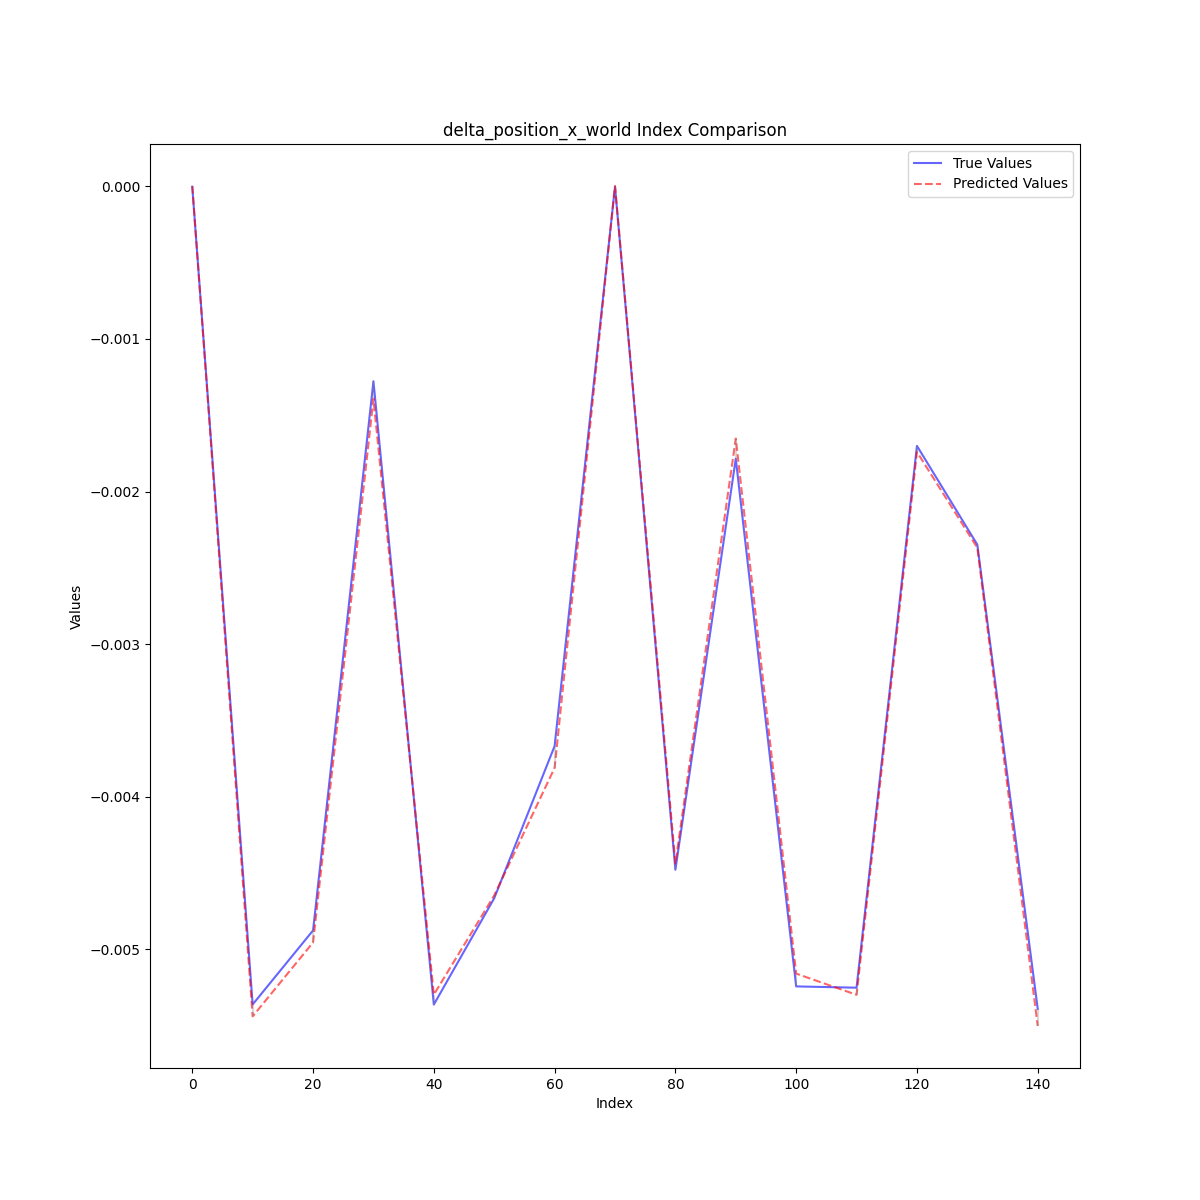 delta_position_x_world Index Comparison
True Values
Predicted Values
0.000
−0.001
−0.002
−0.003
−0.004
−0.005
Values
0 20 40 60 80 100 120 140
Index